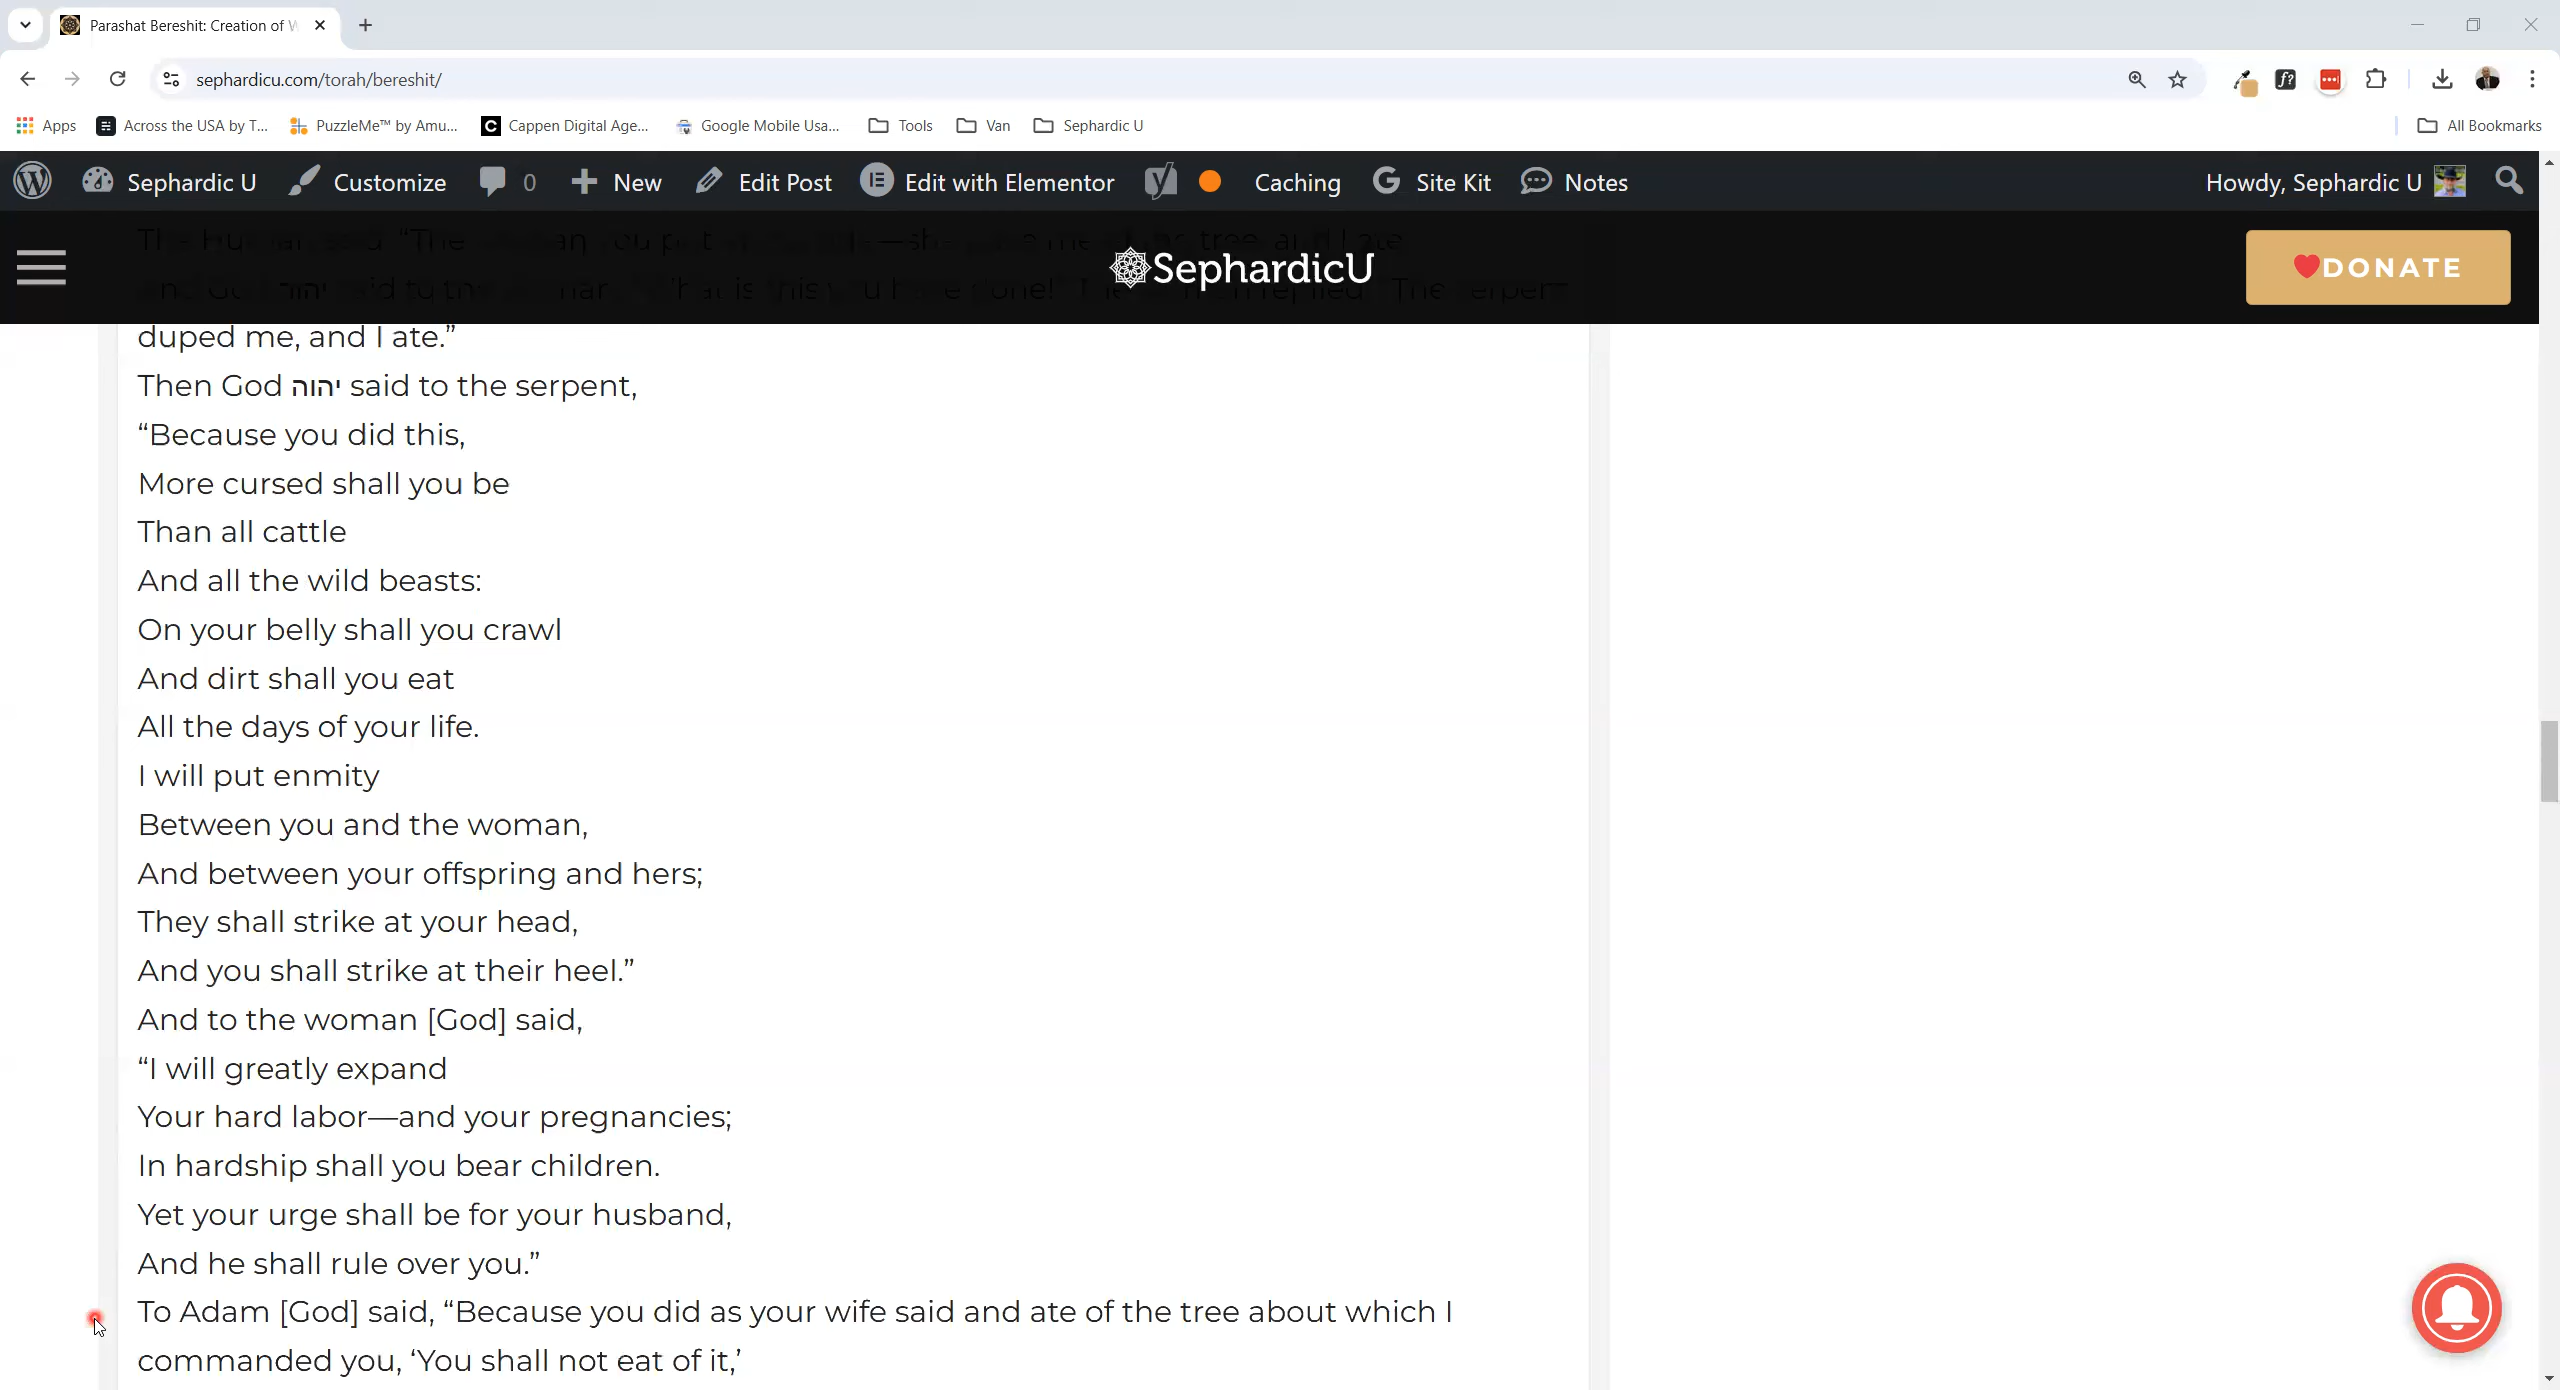 Parashat Bereshit: Creation of W
sephardicu.com/torah/bereshit/
Apps Across the USA by T... PuzzleMe™ by Amu... Cappen Digital Age... Google Mobile Usa... Tools Van Sephardic U All Bookmarks
Sephardic U Customize 0 New Edit Post Edit with Elementor Caching Site Kit Notes Howdy, Sephardic U
SephardicU
DONATE
duped me, and I ate.”
Then God יהוה said to the serpent,
“Because you did this,
More cursed shall you be
Than all cattle
And all the wild beasts:
On your belly shall you crawl
And dirt shall you eat
All the days of your life.
I will put enmity
Between you and the woman,
And between your offspring and hers;
They shall strike at your head,
And you shall strike at their heel.”
And to the woman [God] said,
“I will greatly expand
Your hard labor—and your pregnancies;
In hardship shall you bear children.
Yet your urge shall be for your husband,
And he shall rule over you.”
To Adam [God] said, “Because you did as your wife said and ate of the tree about which I
commanded you, ‘You shall not eat of it,’